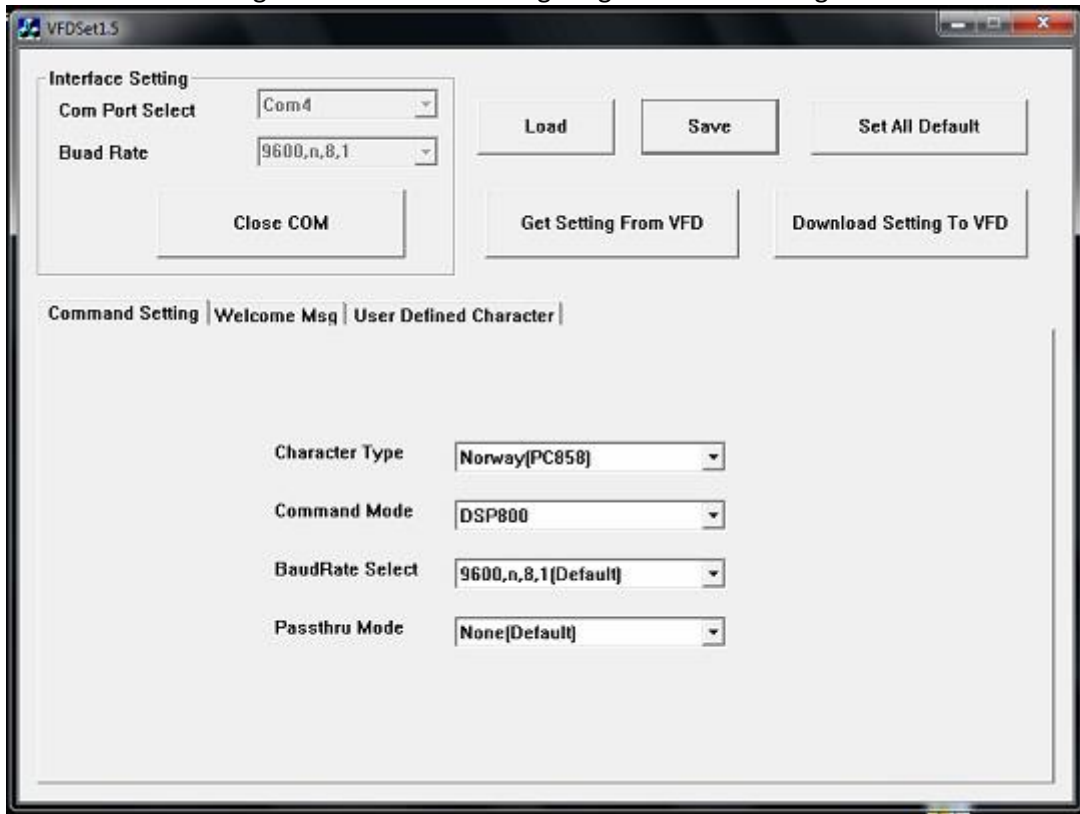 VFDSet1.5
Interface Setting
Com Port Select Com4
Buad Rate 9600,n,8,1
Close COM
Load Save Set All Default
Get Setting From VFD Download Setting To VFD
Command Setting Welcome Msg User Defined Character
Character Type Norway(PC858)
Command Mode DSP800
BaudRate Select 9600,n,8,1(Default)
Passthru Mode None(Default)